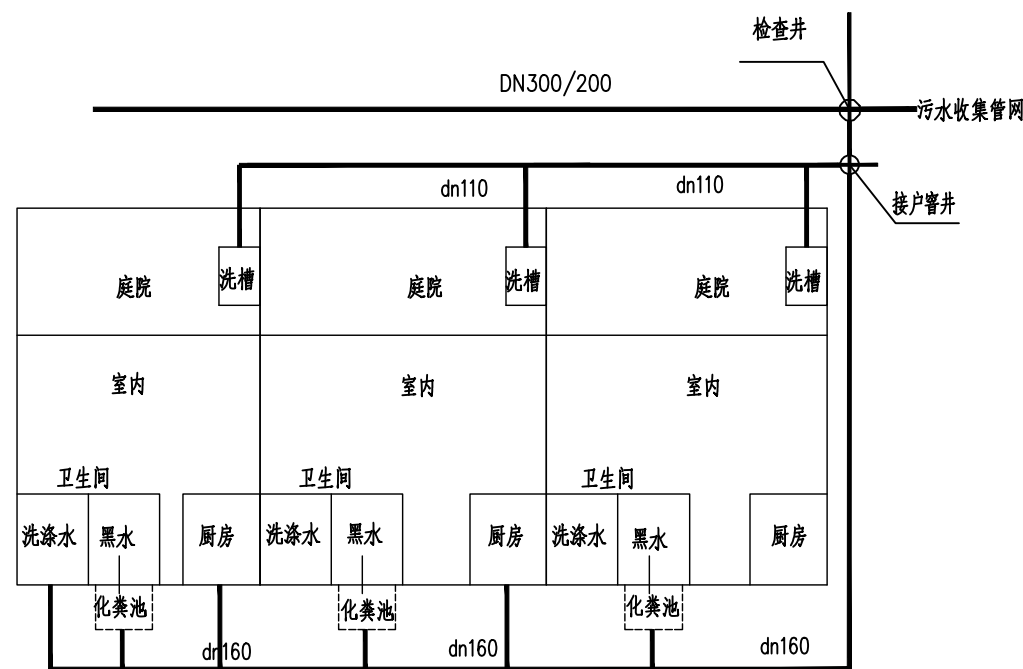 检查井
DN300/200
污水收集管网
dn110
dn110
接户窨井
庭院
洗槽
庭院
洗槽
庭院
洗槽
室内
室内
室内
卫生间
卫生间
卫生间
洗涤水
黑水
厨房
洗涤水
黑水
厨房
洗涤水
黑水
厨房
化粪池
化粪池
化粪池
dn160
dn160
dn160